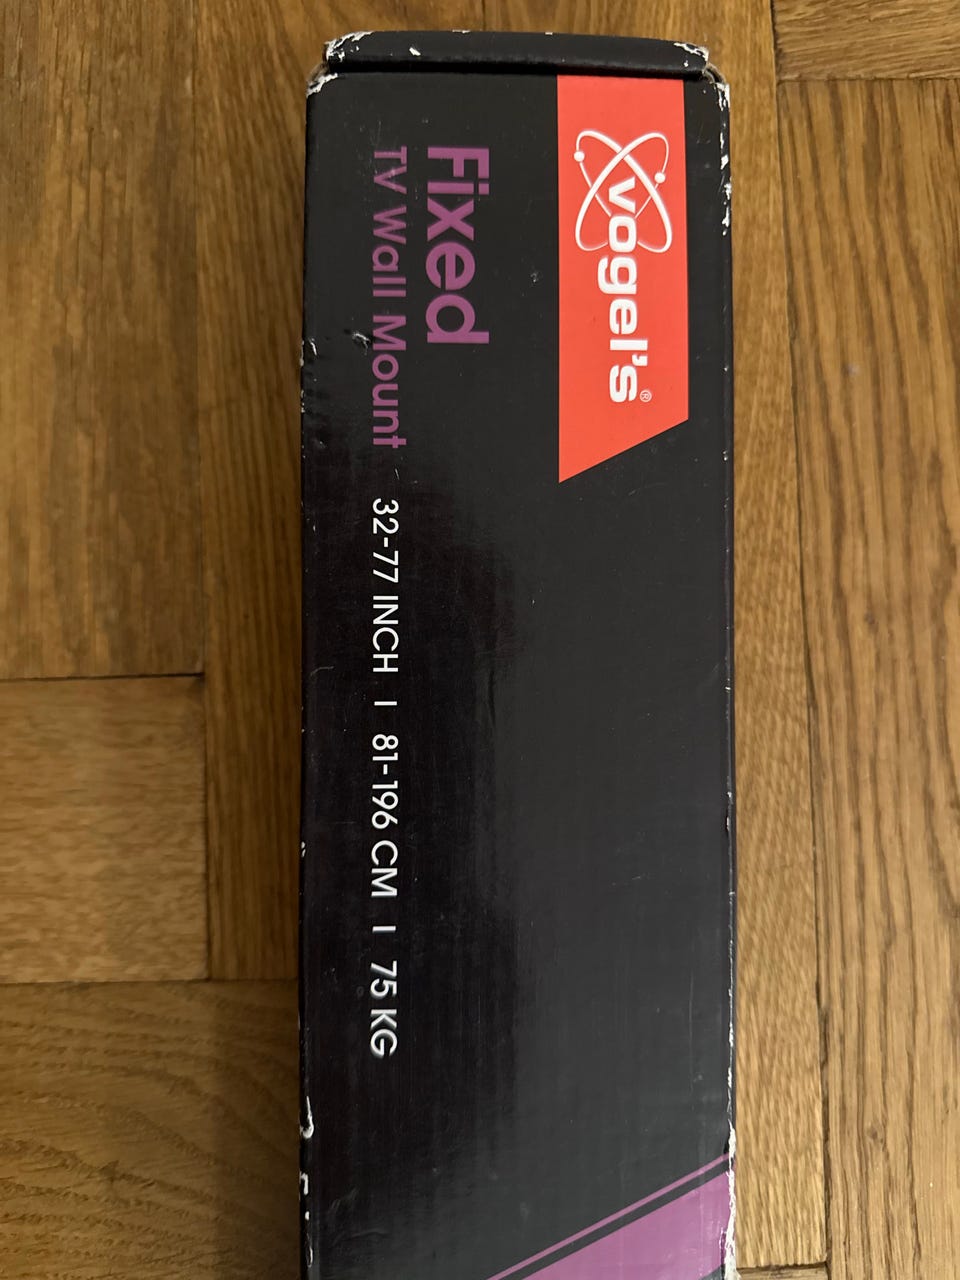 vogel's®
Fixed
TV Wall Mount 32-77 INCH | 81-196 CM | 75 KG